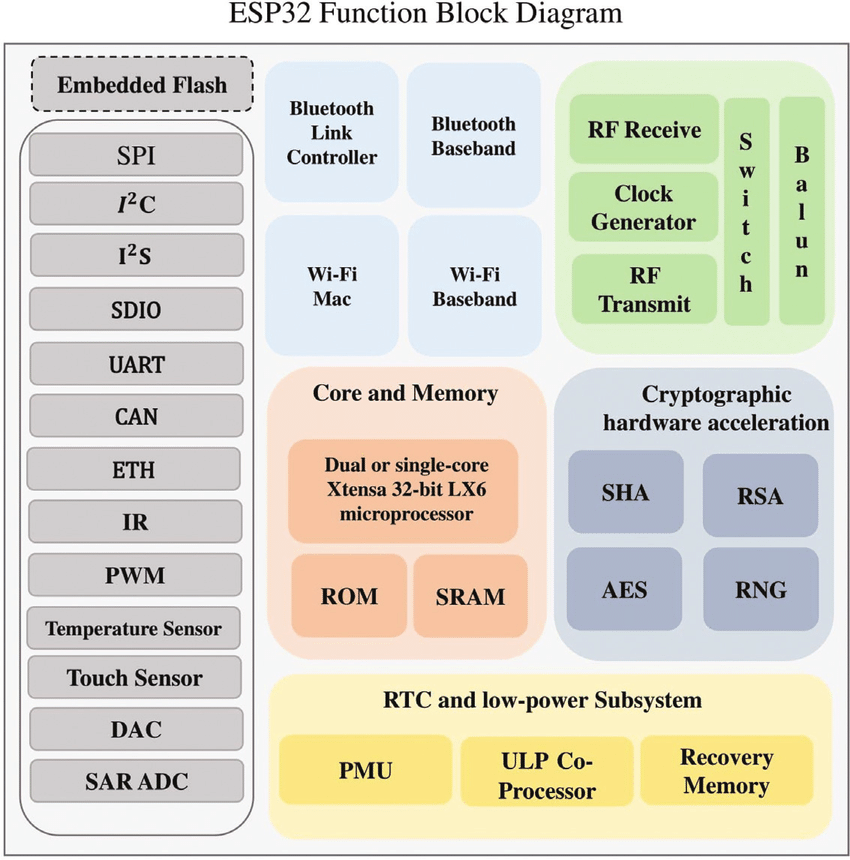 ESP32 Function Block Diagram
Embedded Flash
SPI
I²C
I²S
SDIO
UART
CAN
ETH
IR
PWM
Temperature Sensor
Touch Sensor
DAC
SAR ADC
Bluetooth
Link
Controller
Bluetooth
Baseband
Wi-Fi
Mac
Wi-Fi
Baseband
RF Receive
Clock
Generator
RF
Transmit
Switch
Balun
Core and Memory
Dual or single-core
Xtensa 32-bit LX6
microprocessor
ROM
SRAM
Cryptographic
hardware acceleration
SHA
RSA
AES
RNG
RTC and low-power Subsystem
PMU
ULP Co-
Processor
Recovery
Memory